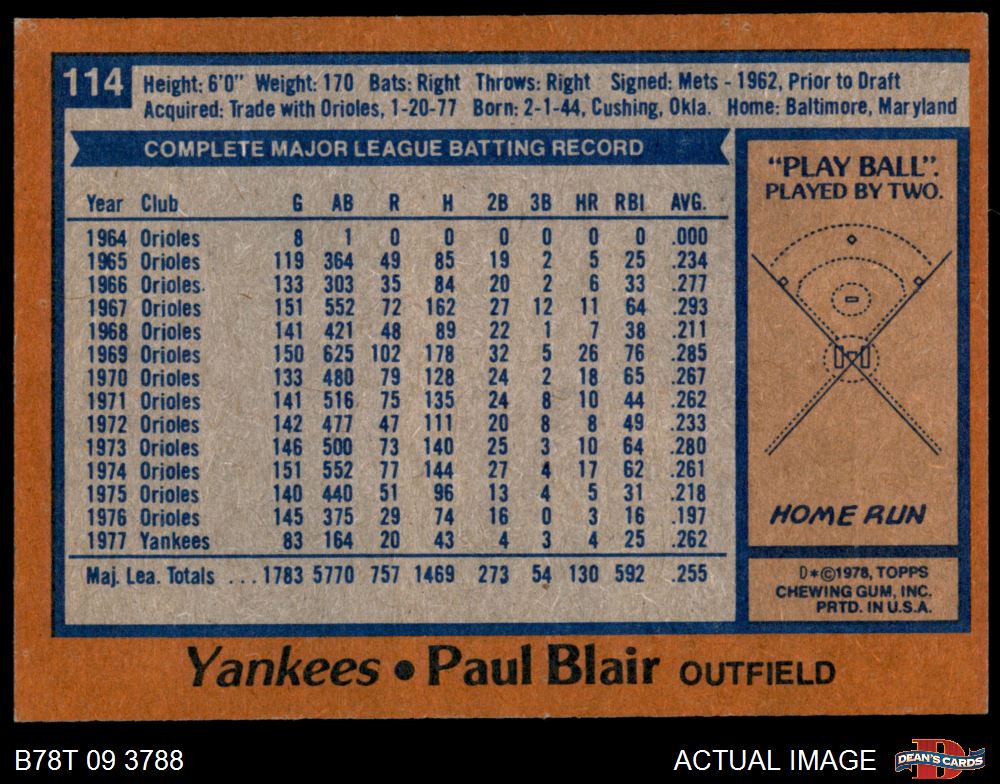 114
Height: 6'0" Weight: 170 Bats: Right Throws: Right Signed: Mets - 1962, Prior to Draft
Acquired: Trade with Orioles, 1-20-77 Born: 2-1-44, Cushing, Okla. Home: Baltimore, Maryland
COMPLETE MAJOR LEAGUE BATTING RECORD
Year Club G AB R H 2B 3B HR RBI AVG.
1964 Orioles 8 1 0 0 0 0 0 0 .000
1965 Orioles 119 364 49 85 19 2 5 25 .234
1966 Orioles. 133 303 35 84 20 2 6 33 .277
1967 Orioles 151 552 72 162 27 12 11 64 .293
1968 Orioles 141 421 48 89 22 1 7 38 .211
1969 Orioles 150 625 102 178 32 5 26 76 .285
1970 Orioles 133 480 79 128 24 2 18 65 .267
1971 Orioles 141 516 75 135 24 8 10 44 .262
1972 Orioles 142 477 47 111 20 8 8 49 .233
1973 Orioles 146 500 73 140 25 3 10 64 .280
1974 Orioles 151 552 77 144 27 4 17 62 .261
1975 Orioles 140 440 51 96 13 4 5 31 .218
1976 Orioles 145 375 29 74 16 0 3 16 .197
1977 Yankees 83 164 20 43 4 3 4 25 .262
Maj. Lea. Totals ... 1783 5770 757 1469 273 54 130 592 .255
"PLAY BALL".
PLAYED BY TWO.
HOME RUN
D*©1978, TOPPS
CHEWING GUM, INC.
PRTD. IN U.S.A.
Yankees • Paul Blair OUTFIELD
B78T 09 3788
ACTUAL IMAGE
DEAN'S CARDS